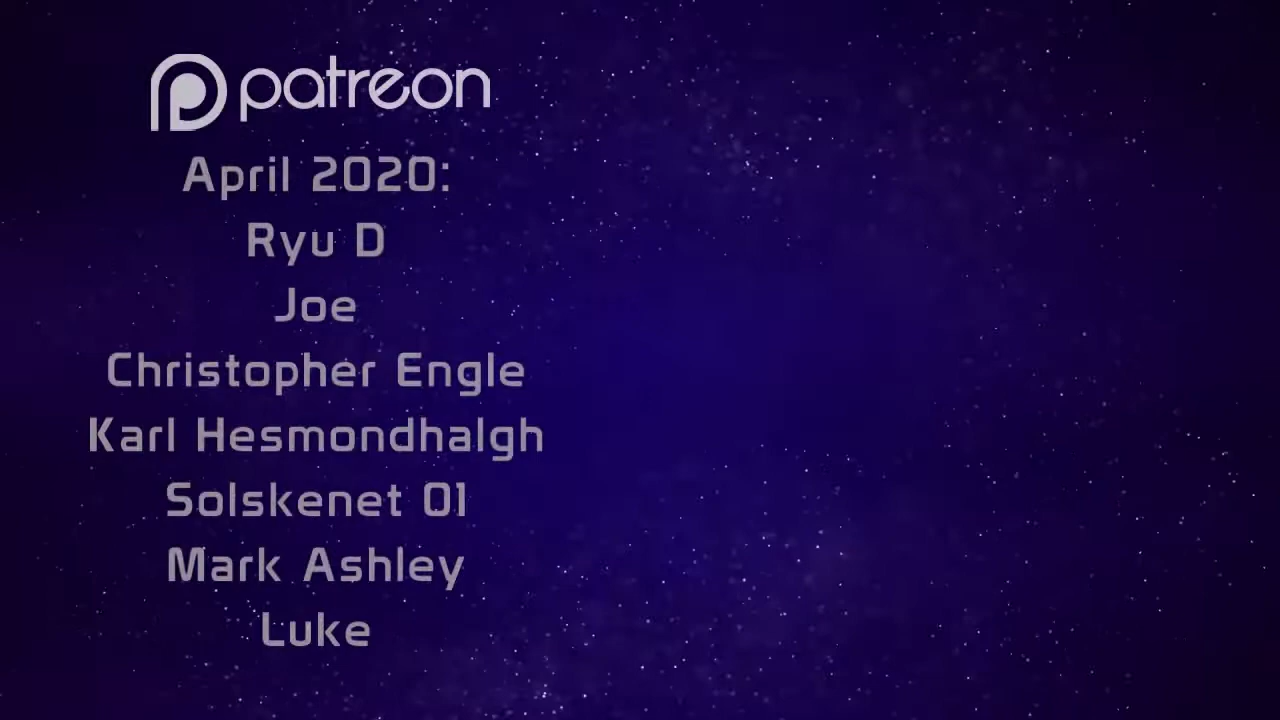 patreon
April 2020:
Ryu D
Joe
Christopher Engle
Karl Hesmondhalgh
Solskenet 01
Mark Ashley
Luke